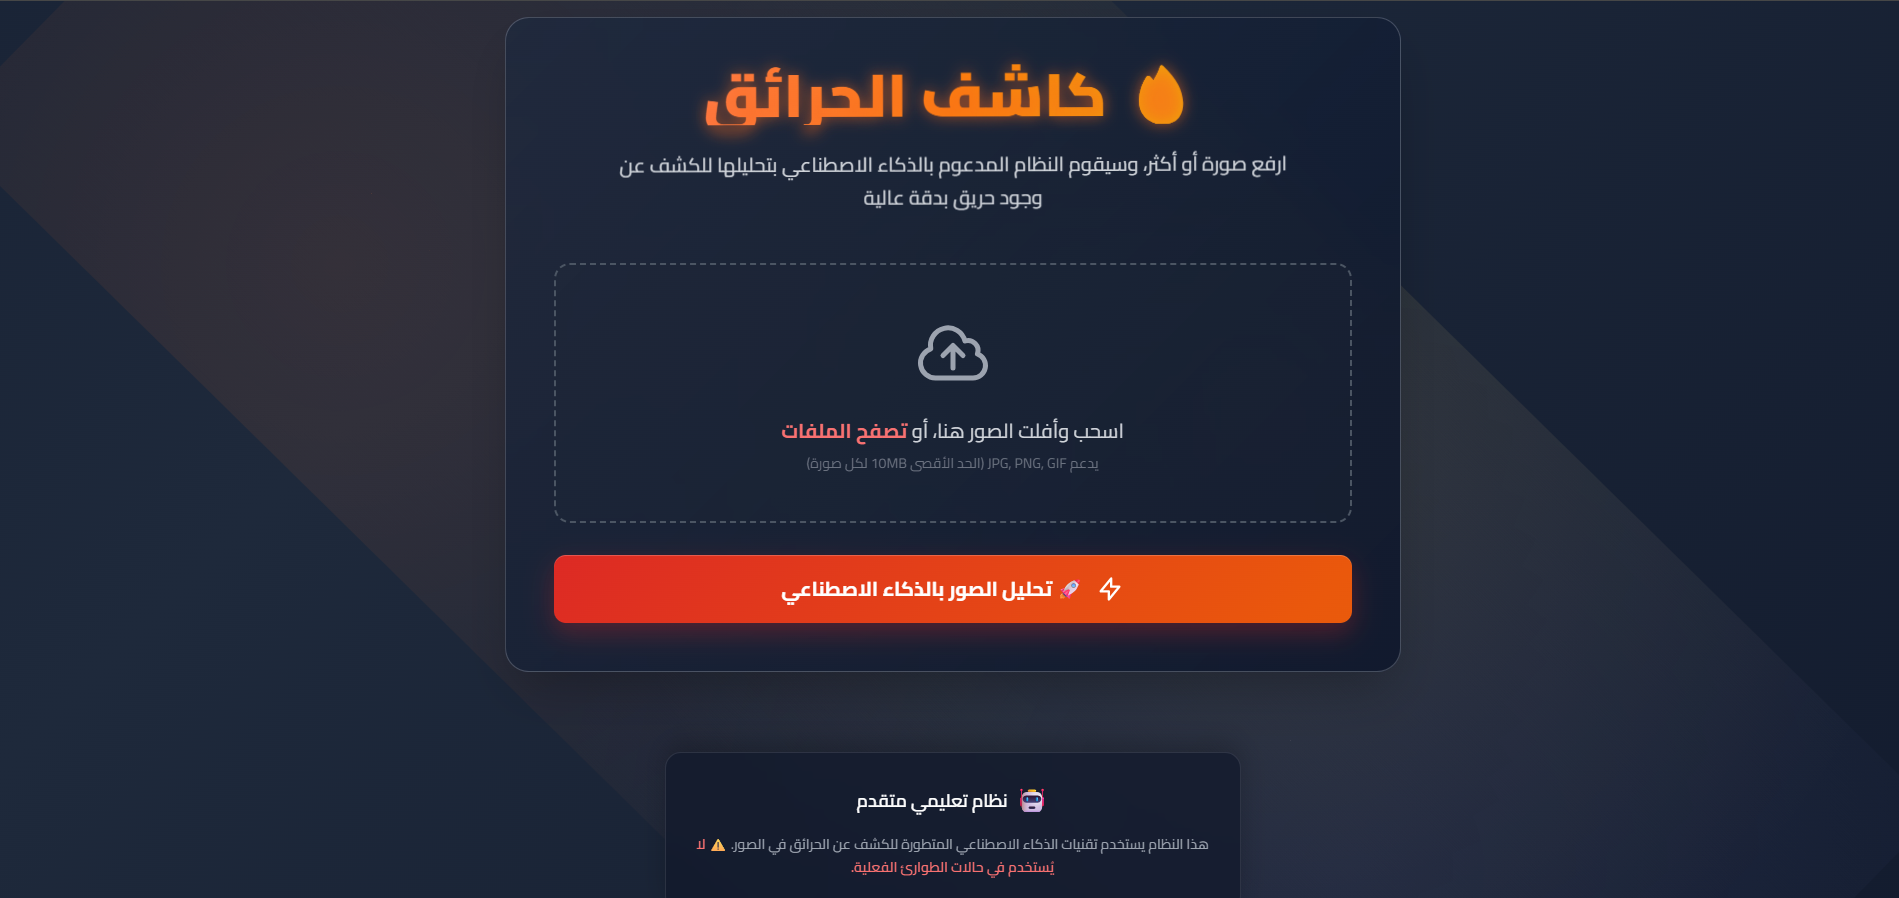 🔥 كاشف الحرائق
ارفع صورة أو أكثر، وسيقوم النظام المدعوم بالذكاء الاصطناعي بتحليلها للكشف عن
وجود حريق بدقة عالية
اسحب وأفلت الصور هنا، أو تصفح الملفات
يدعم JPG, PNG, GIF (الحد الأقصى 10MB لكل صورة)
🚀 تحليل الصور بالذكاء الاصطناعي
🤖 نظام تعليمي متقدم
هذا النظام يستخدم تقنيات الذكاء الاصطناعي المتطورة للكشف عن الحرائق في الصور. ⚠️ لا
يُستخدم في حالات الطوارئ الفعلية.